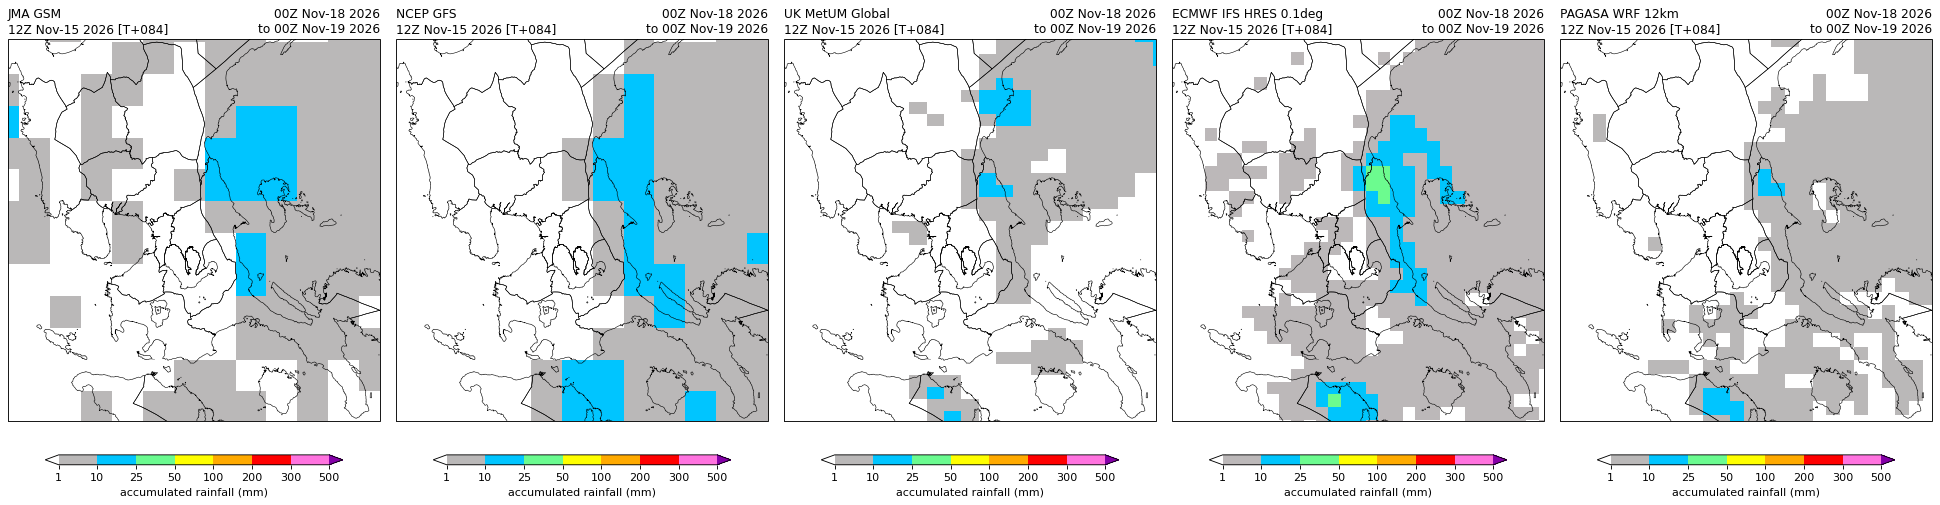 JMA GSM 00Z Nov-18 2026
12Z Nov-15 2026 [T+084] to 00Z Nov-19 2026
NCEP GFS 00Z Nov-18 2026
12Z Nov-15 2026 [T+084] to 00Z Nov-19 2026
UK MetUM Global 00Z Nov-18 2026
12Z Nov-15 2026 [T+084] to 00Z Nov-19 2026
ECMWF IFS HRES 0.1deg 00Z Nov-18 2026
12Z Nov-15 2026 [T+084] to 00Z Nov-19 2026
PAGASA WRF 12km 00Z Nov-18 2026
12Z Nov-15 2026 [T+084] to 00Z Nov-19 2026
1 10 25 50 100 200 300 500
accumulated rainfall (mm)
1 10 25 50 100 200 300 500
accumulated rainfall (mm)
1 10 25 50 100 200 300 500
accumulated rainfall (mm)
1 10 25 50 100 200 300 500
accumulated rainfall (mm)
1 10 25 50 100 200 300 500
accumulated rainfall (mm)